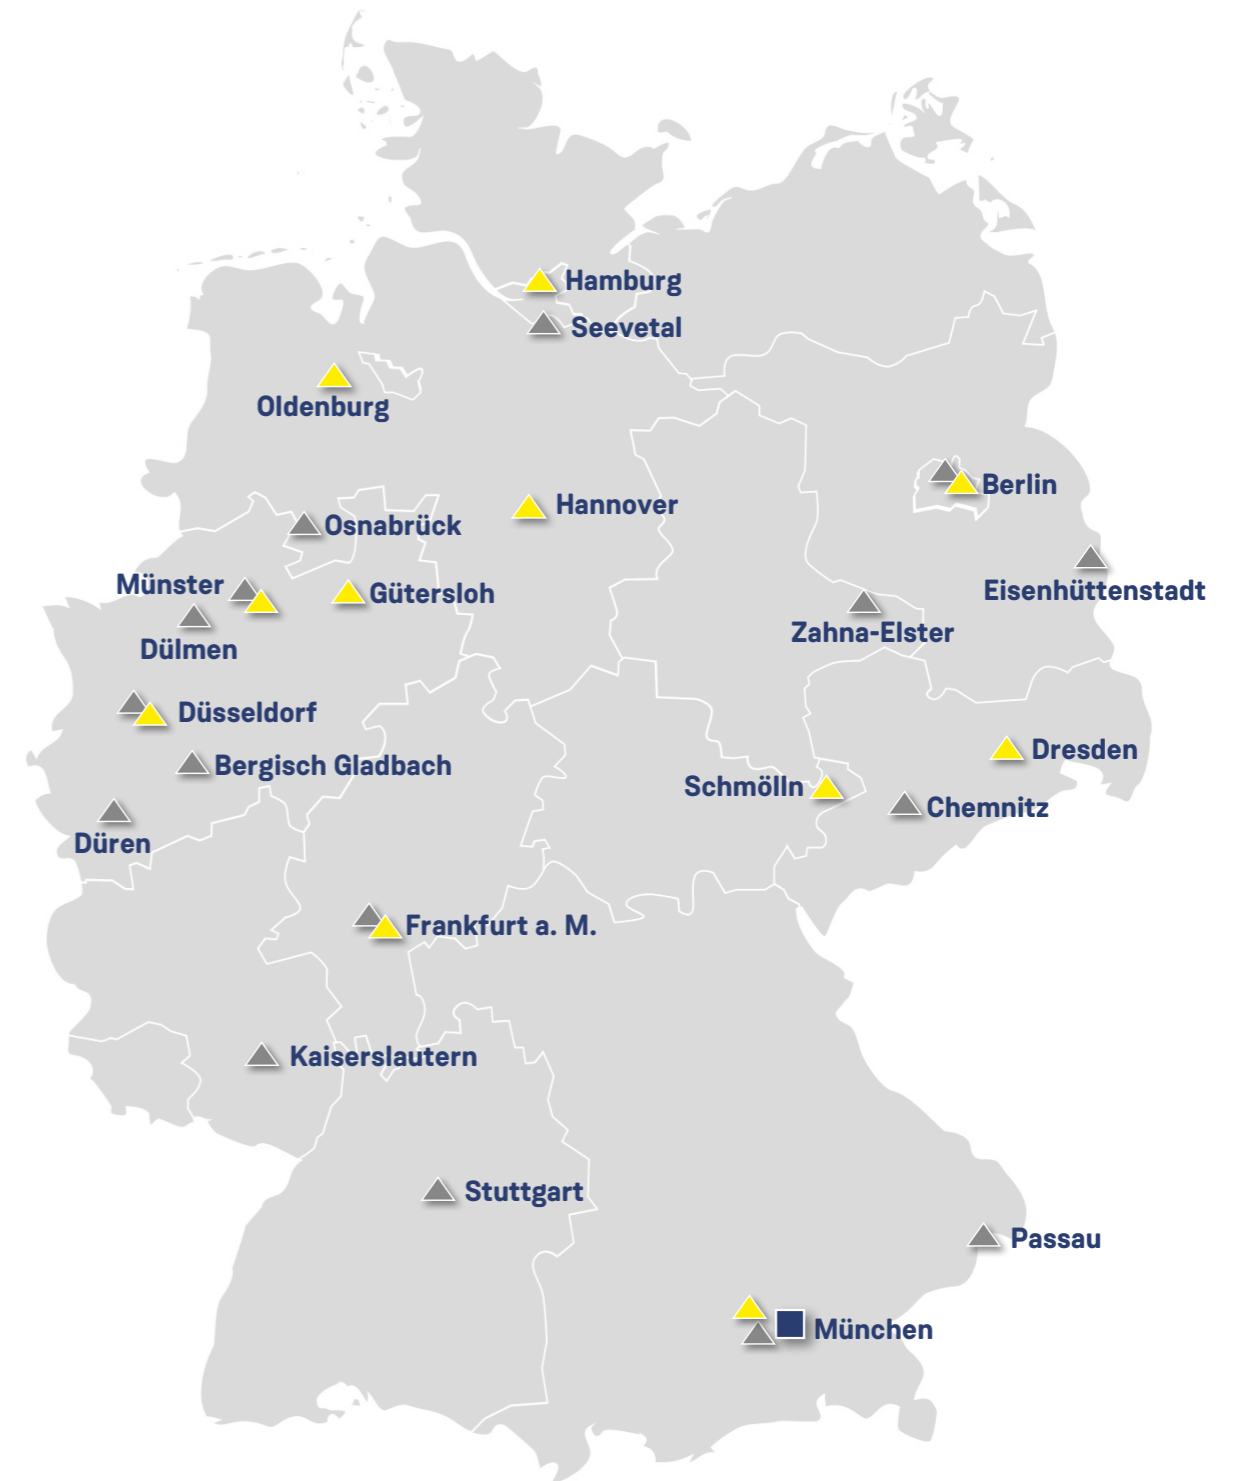 Hamburg
Seevetal
Oldenburg
Berlin
Hannover
Osnabrück
Münster
Gütersloh
Eisenhüttenstadt
Zahna-Elster
Dülmen
Düsseldorf
Dresden
Bergisch Gladbach
Schmölln
Chemnitz
Düren
Frankfurt a. M.
Kaiserslautern
Stuttgart
Passau
München